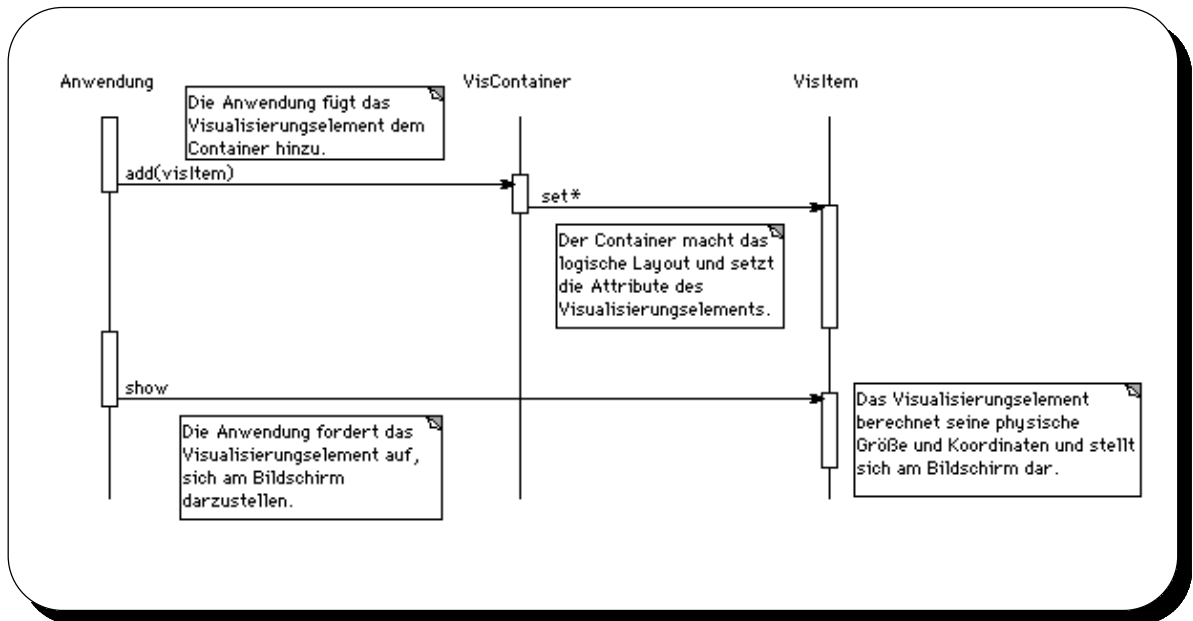 Anwendung
VisContainer
VisItem
Die Anwendung fügt das
Visualisierungselement dem
Container hinzu.
add(visItem)
set*
Der Container macht das
logische Layout und setzt
die Attribute des
Visualisierungselements.
show
Die Anwendung fordert das
Visualisierungselement auf,
sich am Bildschirm
darzustellen.
Das Visualisierungselement
berechnet seine physische
Größe und Koordinaten und stellt
sich am Bildschirm dar.